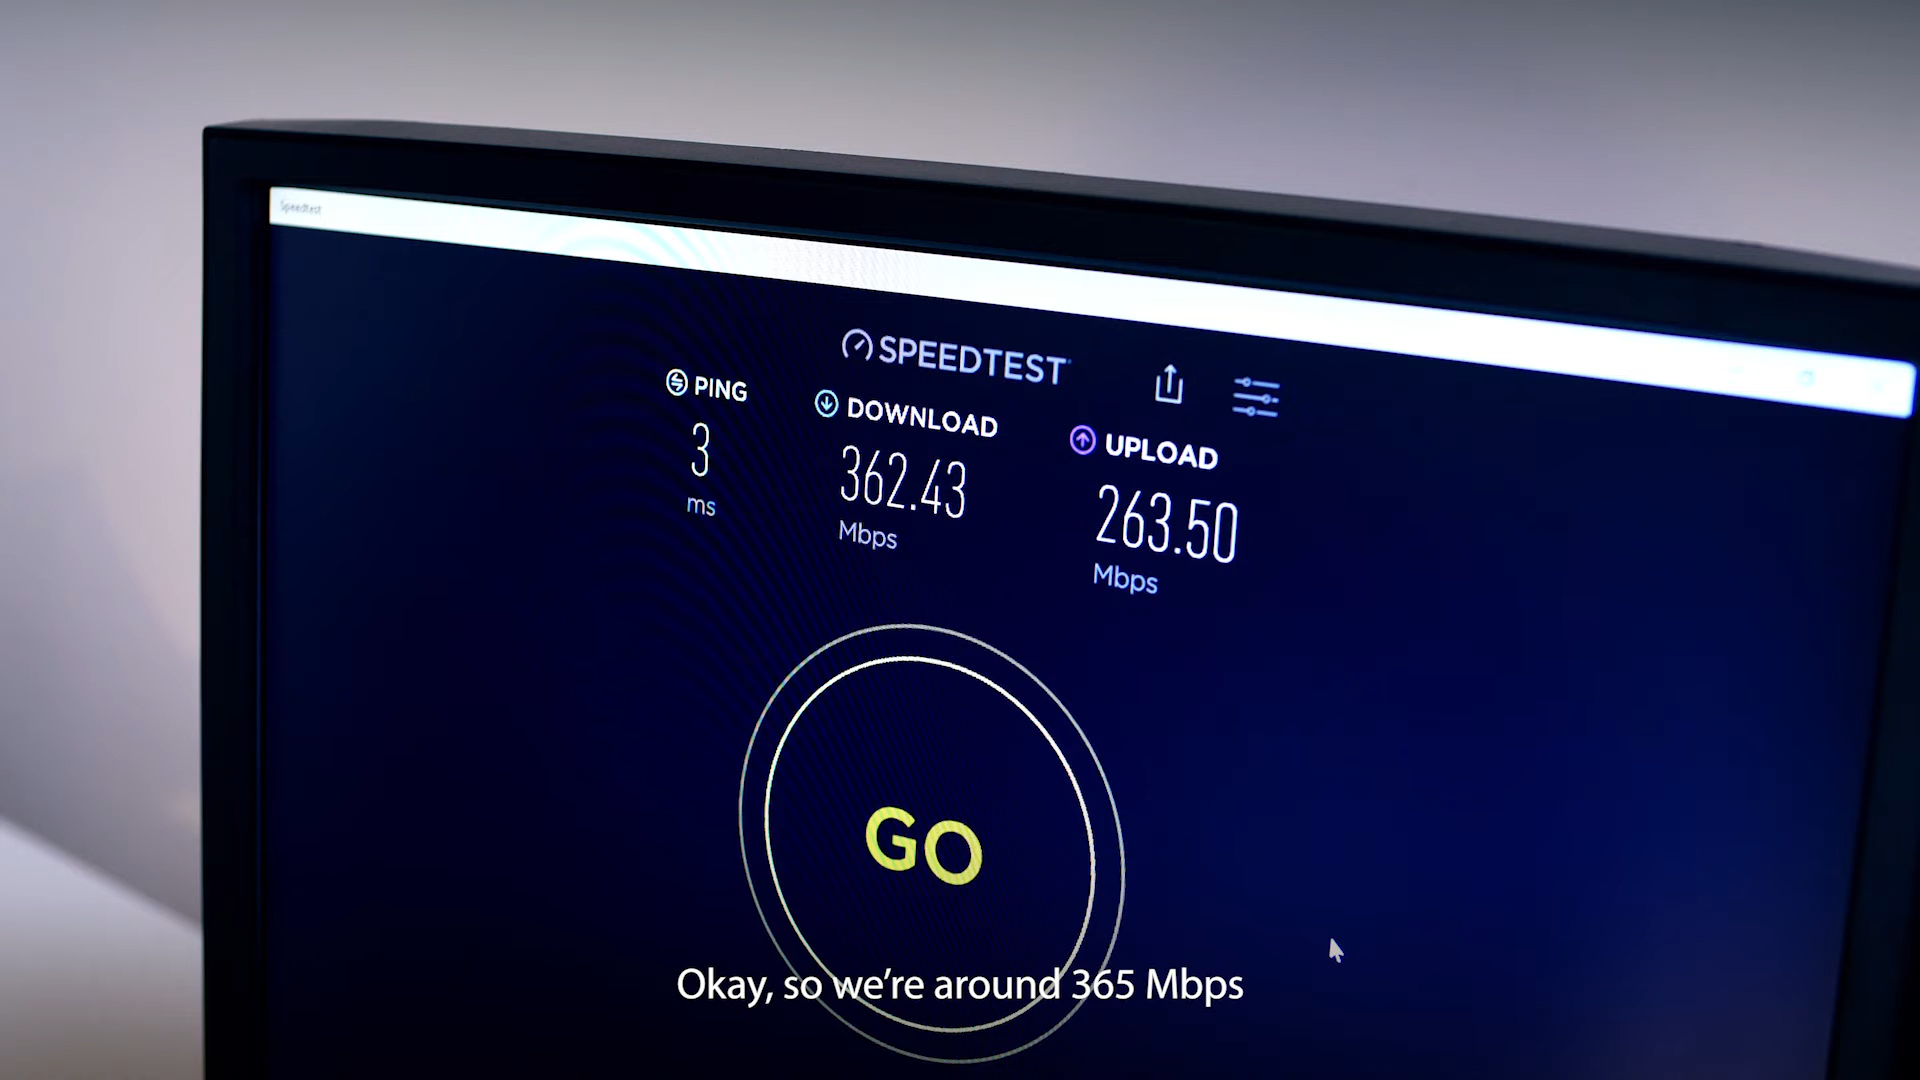 Speedtest
SPEEDTEST
PING
DOWNLOAD
UPLOAD
3
362.43
263.50
ms
Mbps
Mbps
GO
Okay, so we're around 365 Mbps